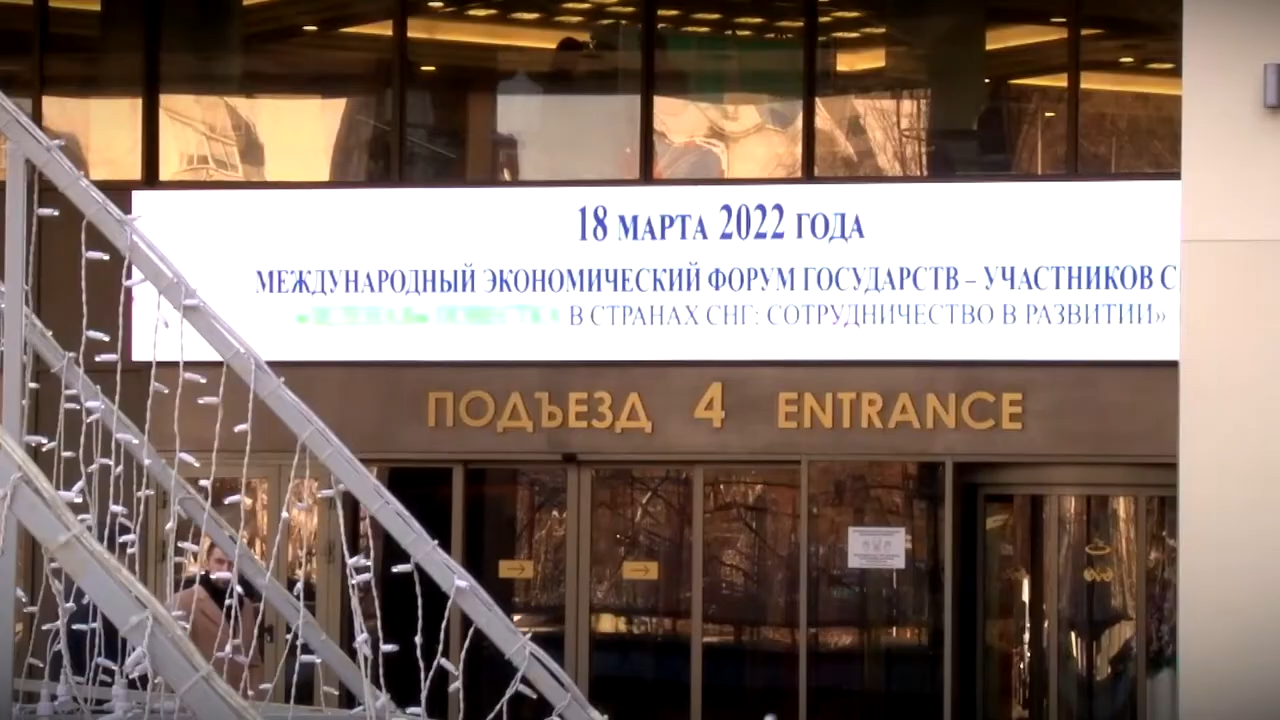 18 МАРТА 2022 ГОДА
МЕЖДУНАРОДНЫЙ ЭКОНОМИЧЕСКИЙ ФОРУМ ГОСУДАРСТВ – УЧАСТНИКОВ С
В СТРАНАХ СНГ: СОТРУДНИЧЕСТВО В РАЗВИТИИ»
ПОДЪЕЗД 4 ENTRANCE